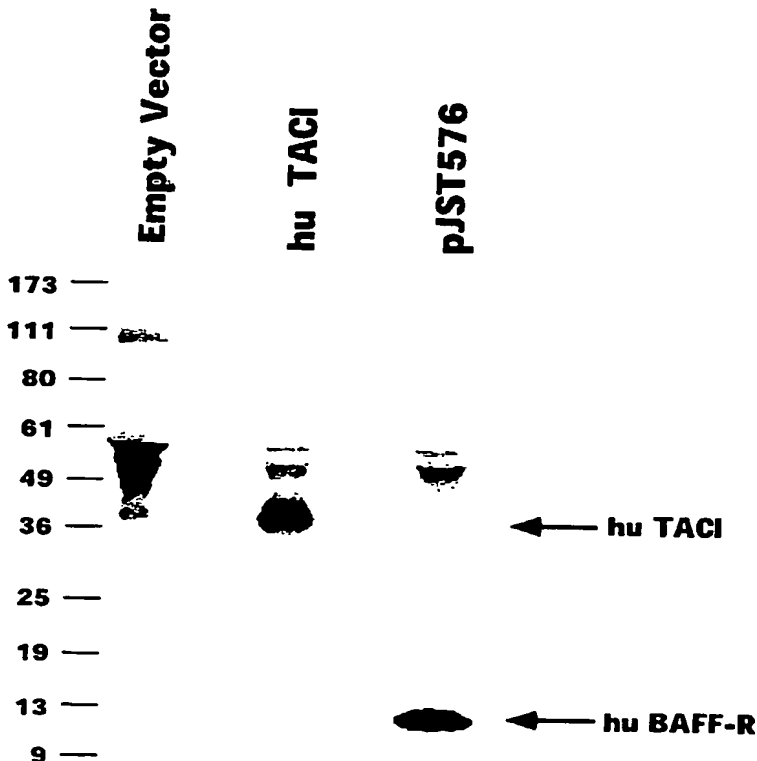 Empty Vector
hu TACI
pJST576
173
111
80
61
49
36
hu TACI
25
19
13
hu BAFF-R
9